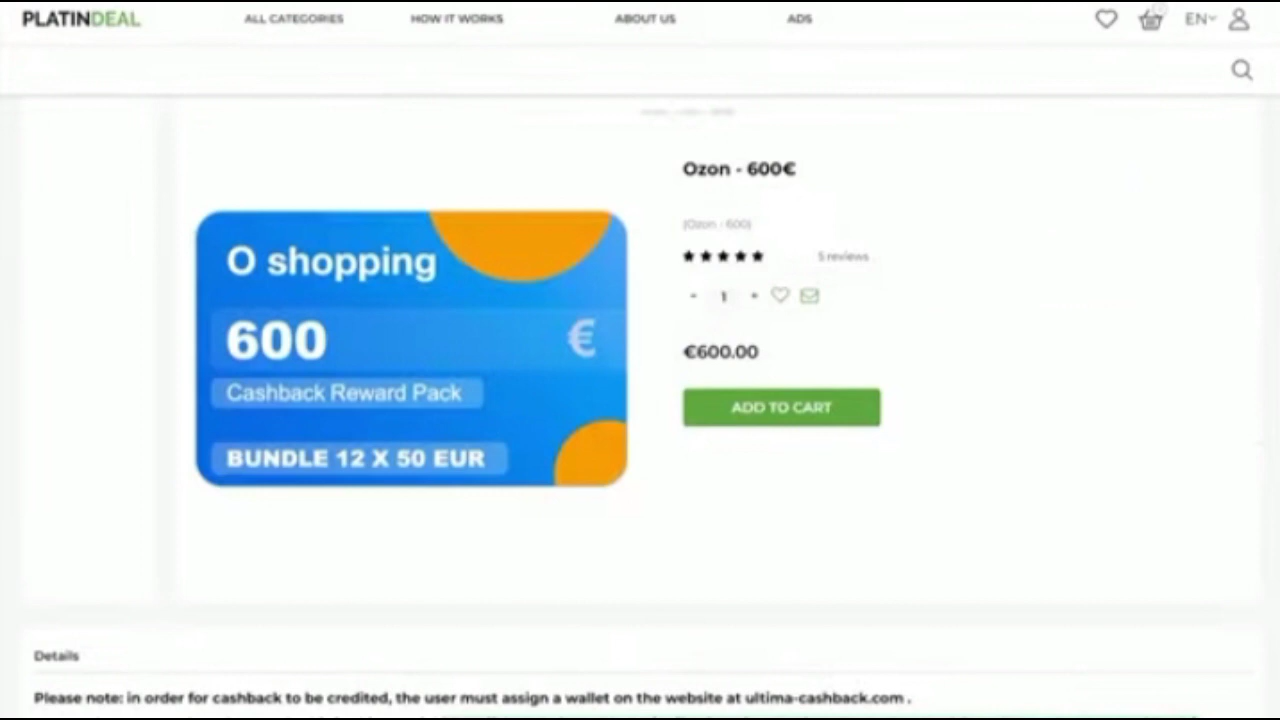 PLATINDEAL
ALL CATEGORIES
HOW IT WORKS
ABOUT US
ADS
EN
Ozon - 600€
(Ozon - 600)
5 reviews
- 1 +
€600.00
ADD TO CART
O shopping
600 €
Cashback Reward Pack
BUNDLE 12 X 50 EUR
Details
Please note: in order for cashback to be credited, the user must assign a wallet on the website at ultima-cashback.com .